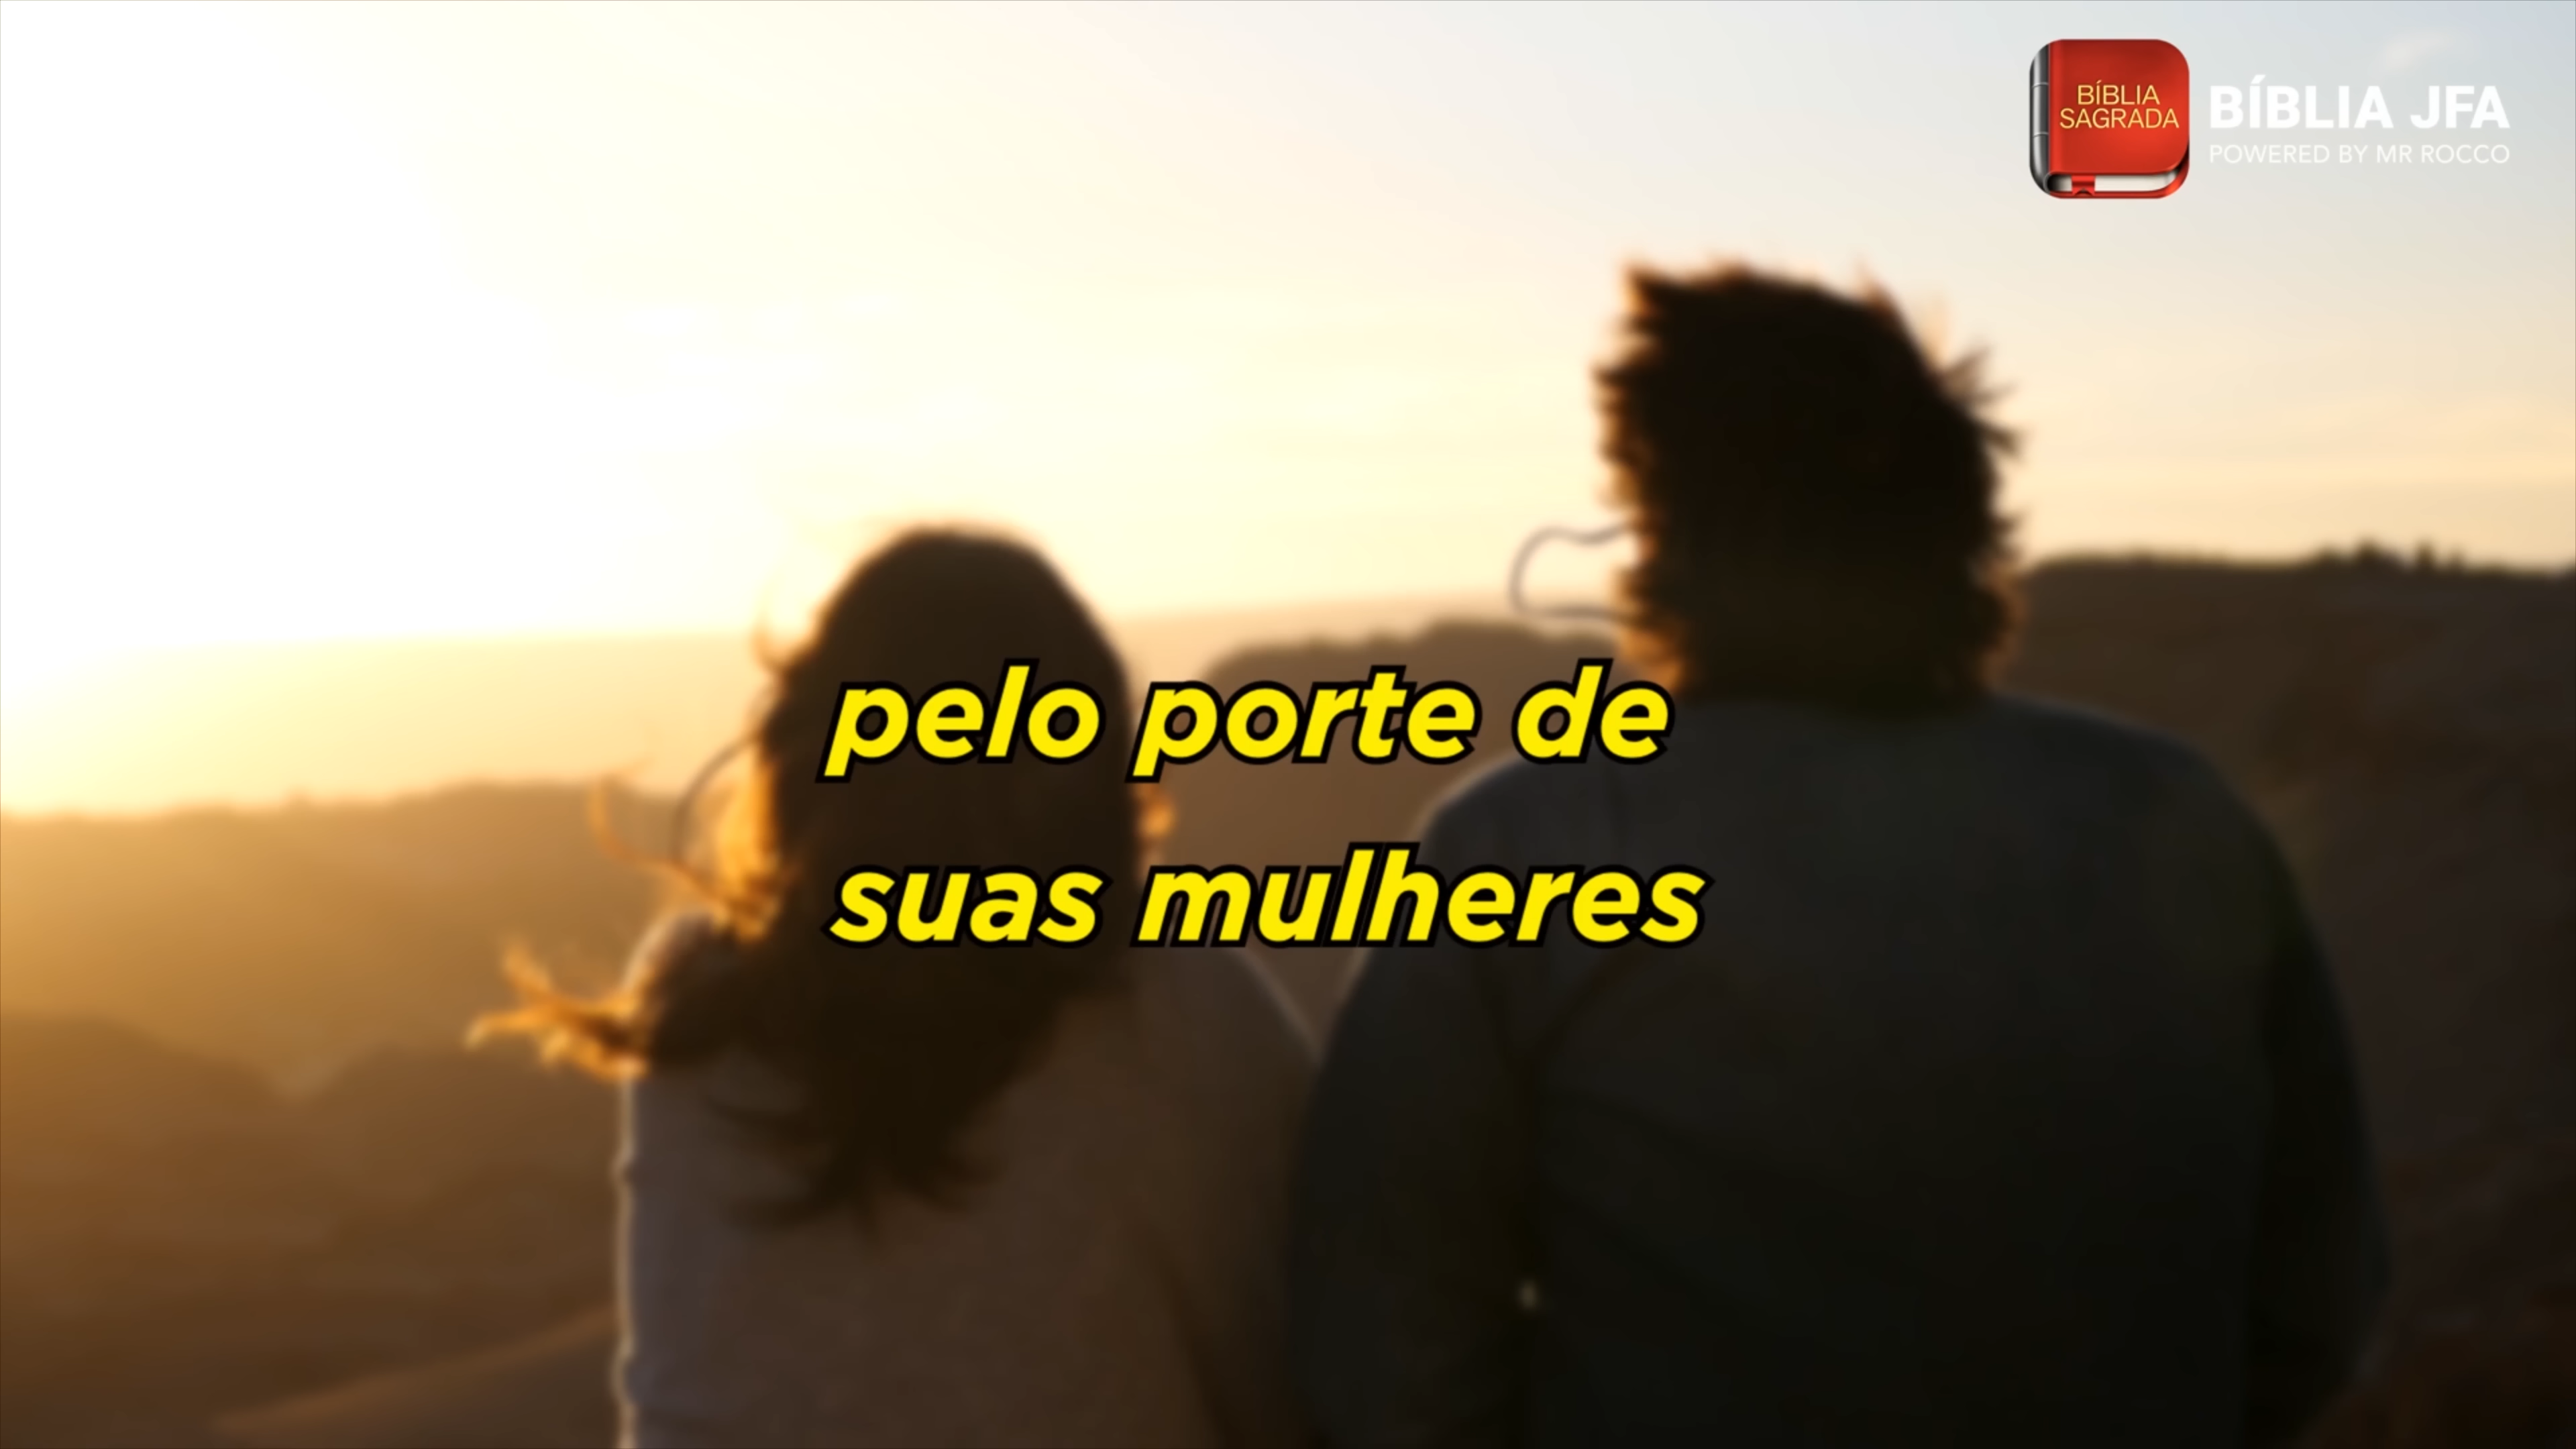 BÍBLIA
SAGRADA
BÍBLIA JFA
POWERED BY MR ROCCO
pelo porte de
suas mulheres